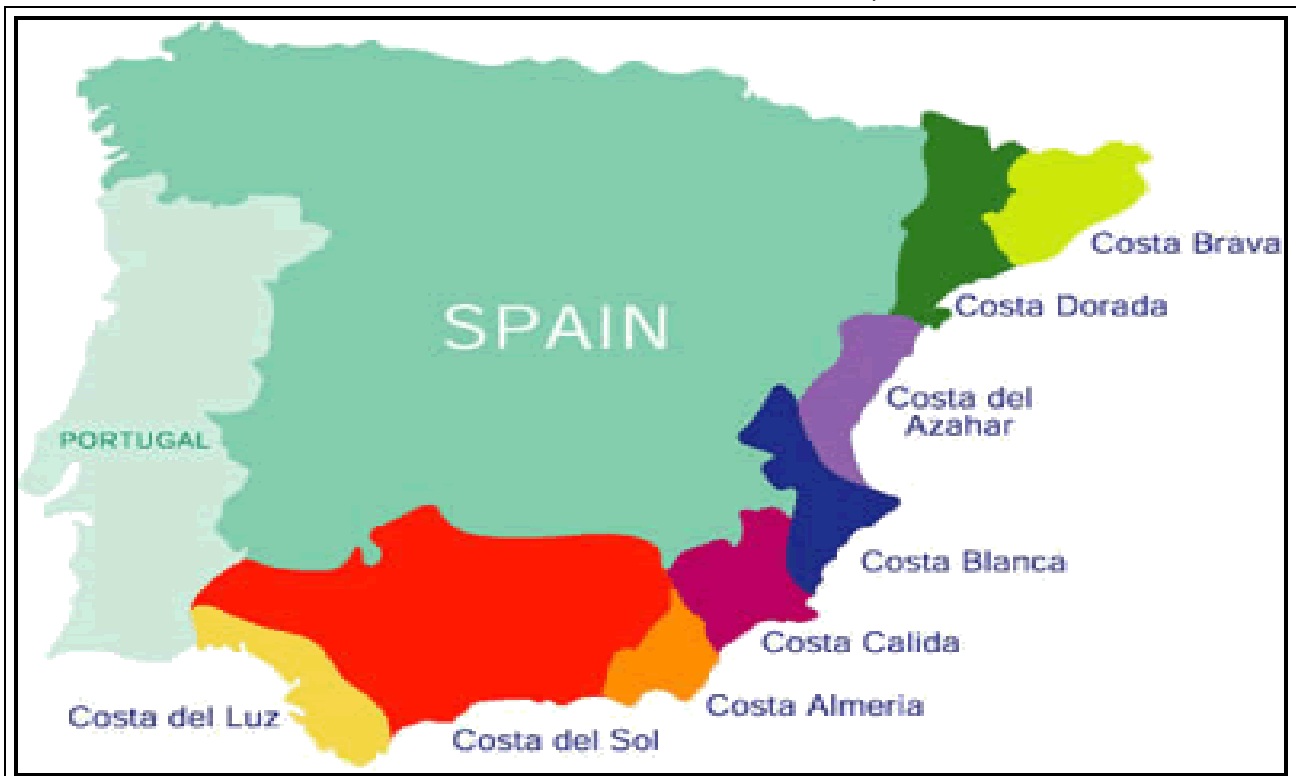 Costa Brava
Costa Dorada
SPAIN
Costa del
Azahar
PORTUGAL
Costa Blanca
Costa Calida
Costa Almeria
Costa del Luz
Costa del Sol